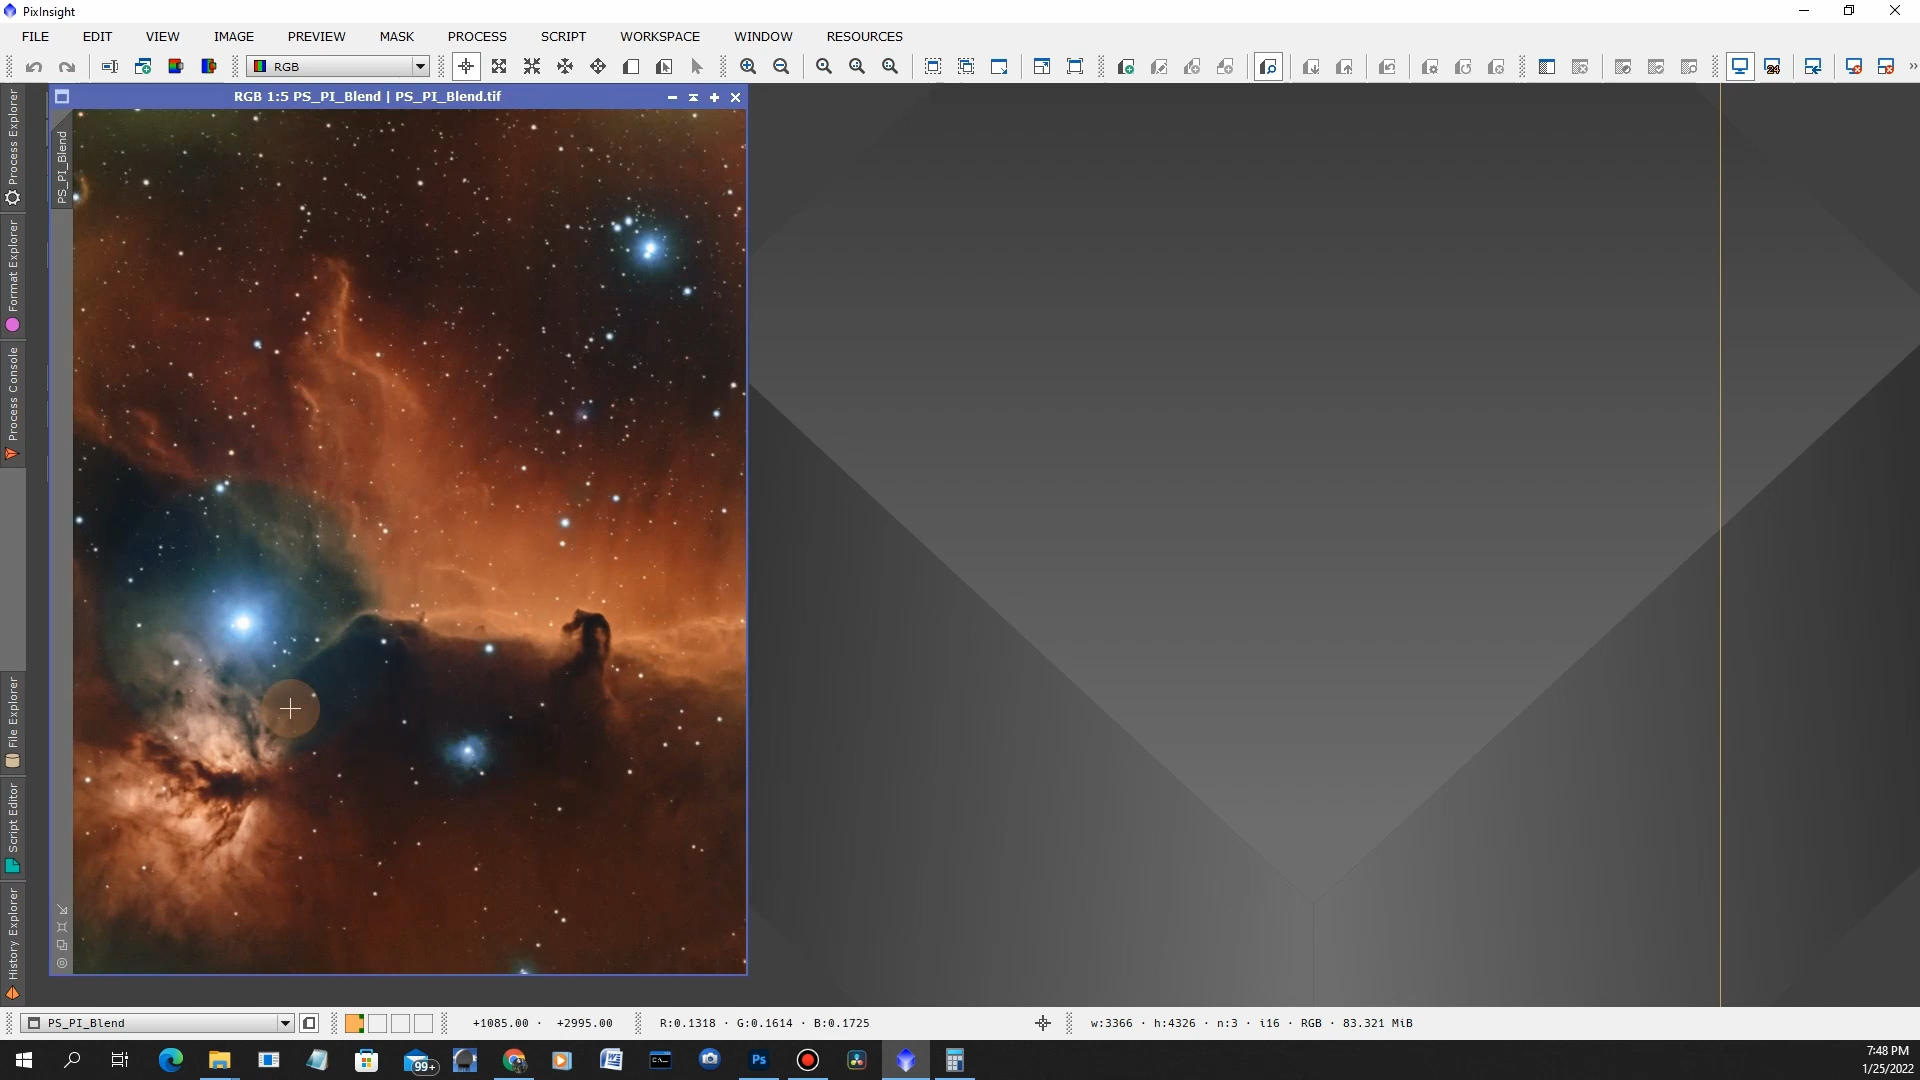 PixInsight
FILE EDIT VIEW IMAGE PREVIEW MASK PROCESS SCRIPT WORKSPACE WINDOW RESOURCES
RGB
24
RGB 1:5 PS_PI_Blend | PS_PI_Blend.tif
PS_PI_Blend
Process Explorer
Format Explorer
Process Console
File Explorer
Script Editor
History Explorer
PS_PI_Blend
+1085.00 · +2995.00
R:0.1318 · G:0.1614 · B:0.1725
w:3366 · h:4326 · n:3 · i16 · RGB · 83.321 MiB
99+
Ps
7:48 PM
1/25/2022